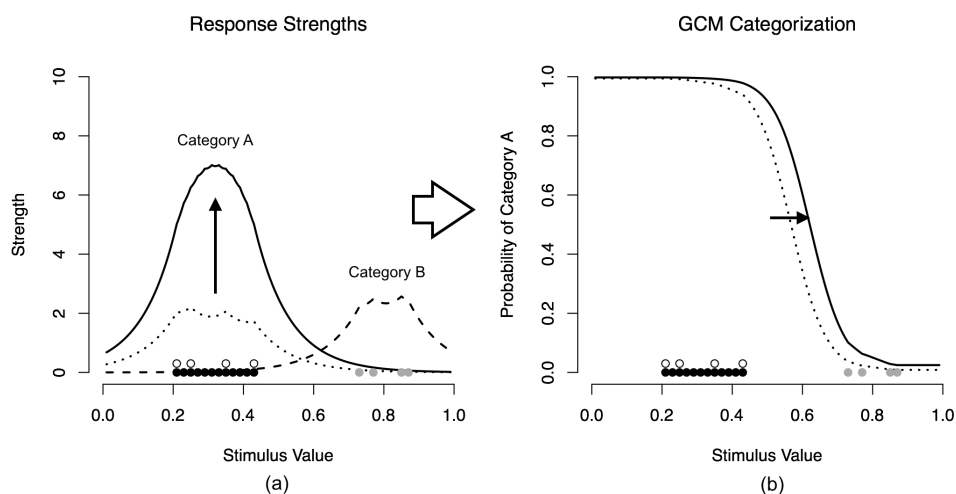 Response Strengths
Strength
10
8
6
4
2
0
Category A
Category B
0.0 0.2 0.4 0.6 0.8 1.0
Stimulus Value
(a)
GCM Categorization
Probability of Category A
1.0
0.8
0.6
0.4
0.2
0.0
0.0 0.2 0.4 0.6 0.8 1.0
Stimulus Value
(b)